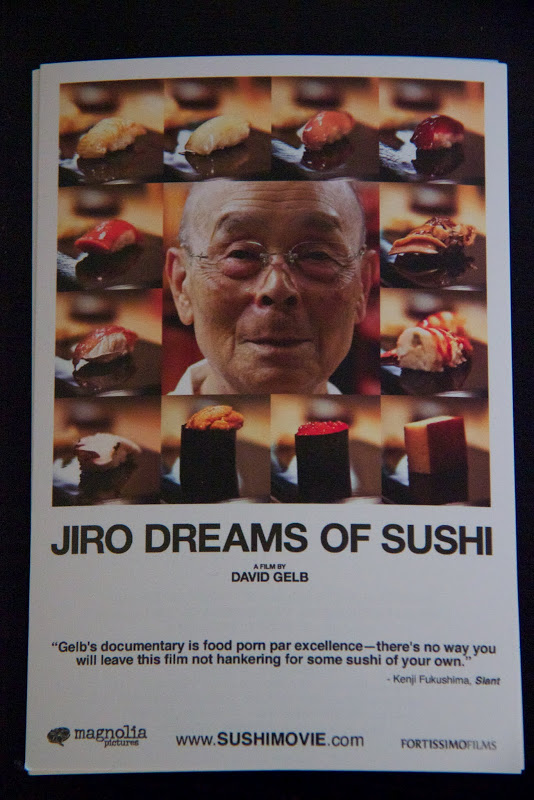 JIRO DREAMS OF SUSHI
A FILM BY
DAVID GELB
“Gelb's documentary is food porn par excellence—there's no way you
will leave this film not hankering for some sushi of your own.”
- Kenji Fukushima, Slant
magnolia
pictures
www.SUSHIMOVIE.com
FORTISSIMOFILMS